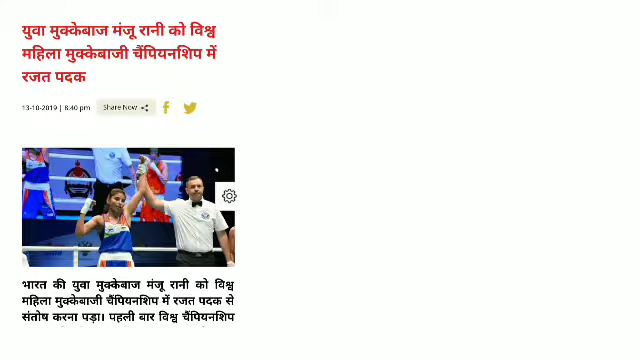 युवा मुक्केबाज मंजू रानी को विश्व
महिला मुक्केबाजी चैंपियनशिप में
रजत पदक
13-10-2019 | 8:40 pm Share Now
भारत की युवा मुक्केबाज मंजू रानी को विश्व
महिला मुक्केबाजी चैंपियनशिप में रजत पदक से
संतोष करना पड़ा। पहली बार विश्व चैंपियनशिप